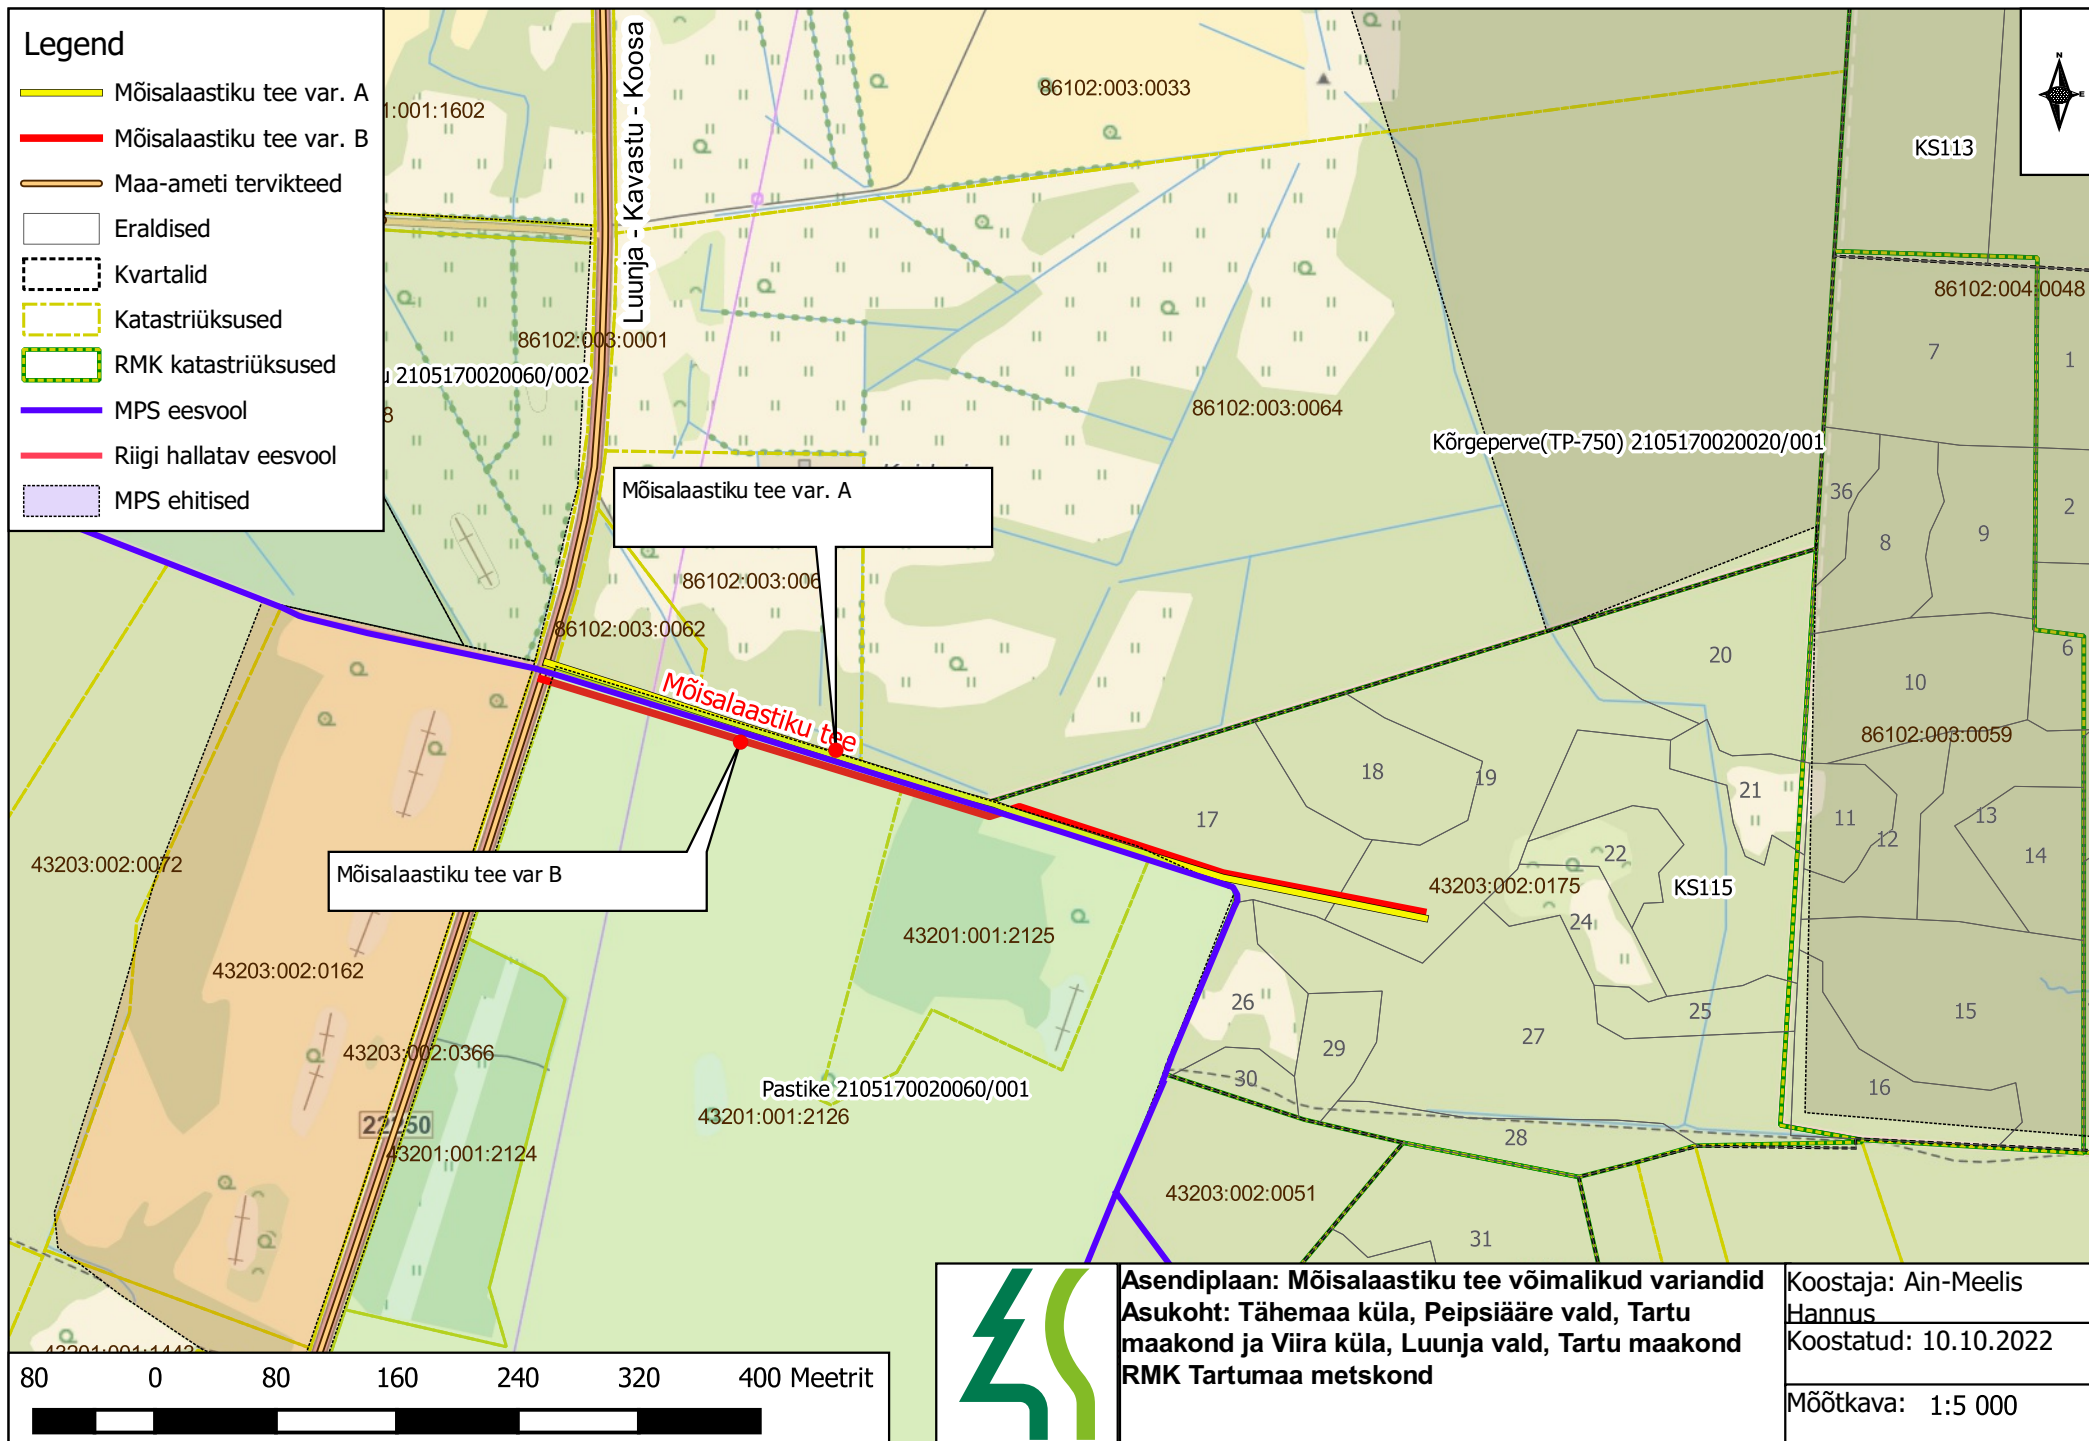 Legend
Mõisalaastiku tee var. A
Mõisalaastiku tee var. B
Maa-ameti tervikteed
Eraldised
Kvartalid
Katastriüksused
RMK katastriüksused
MPS eesvool
Riigi hallatav eesvool
MPS ehitised
1:001:1602
Luunja - Kavastu - Koosa
86102:003:0033
KS113
N
E
86102:004:0048
86102:003:0001
2105170020060/002
8
86102:003:0064
Kõrgeperve(TP-750) 2105170020020/001
7
1
36
8
9
2
Mõisalaastiku tee var. A
86102:003:006
86102:003:0062
Mõisalaastiku tee
20
6
10
86102:003:0059
18
19
21
17
11
12
13
14
22
43203:002:0072
Mõisalaastiku tee var B
43203:002:0175
KS115
24
43201:001:2125
43203:002:0162
26
25
15
27
29
43203:002:0366
30
16
Pastike 2105170020060/001
43201:001:2126
22250
28
43201:001:2124
43203:002:0051
31
43201:001:1443
80 0 80 160 240 320 400 Meetrit
Asendiplaan: Mõisalaastiku tee võimalikud variandid
Asukoht: Tähemaa küla, Peipsiääre vald, Tartu
maakond ja Viira küla, Luunja vald, Tartu maakond
RMK Tartumaa metskond
Koostaja: Ain-Meelis
Hannus
Koostatud: 10.10.2022
Mõõtkava: 1:5 000